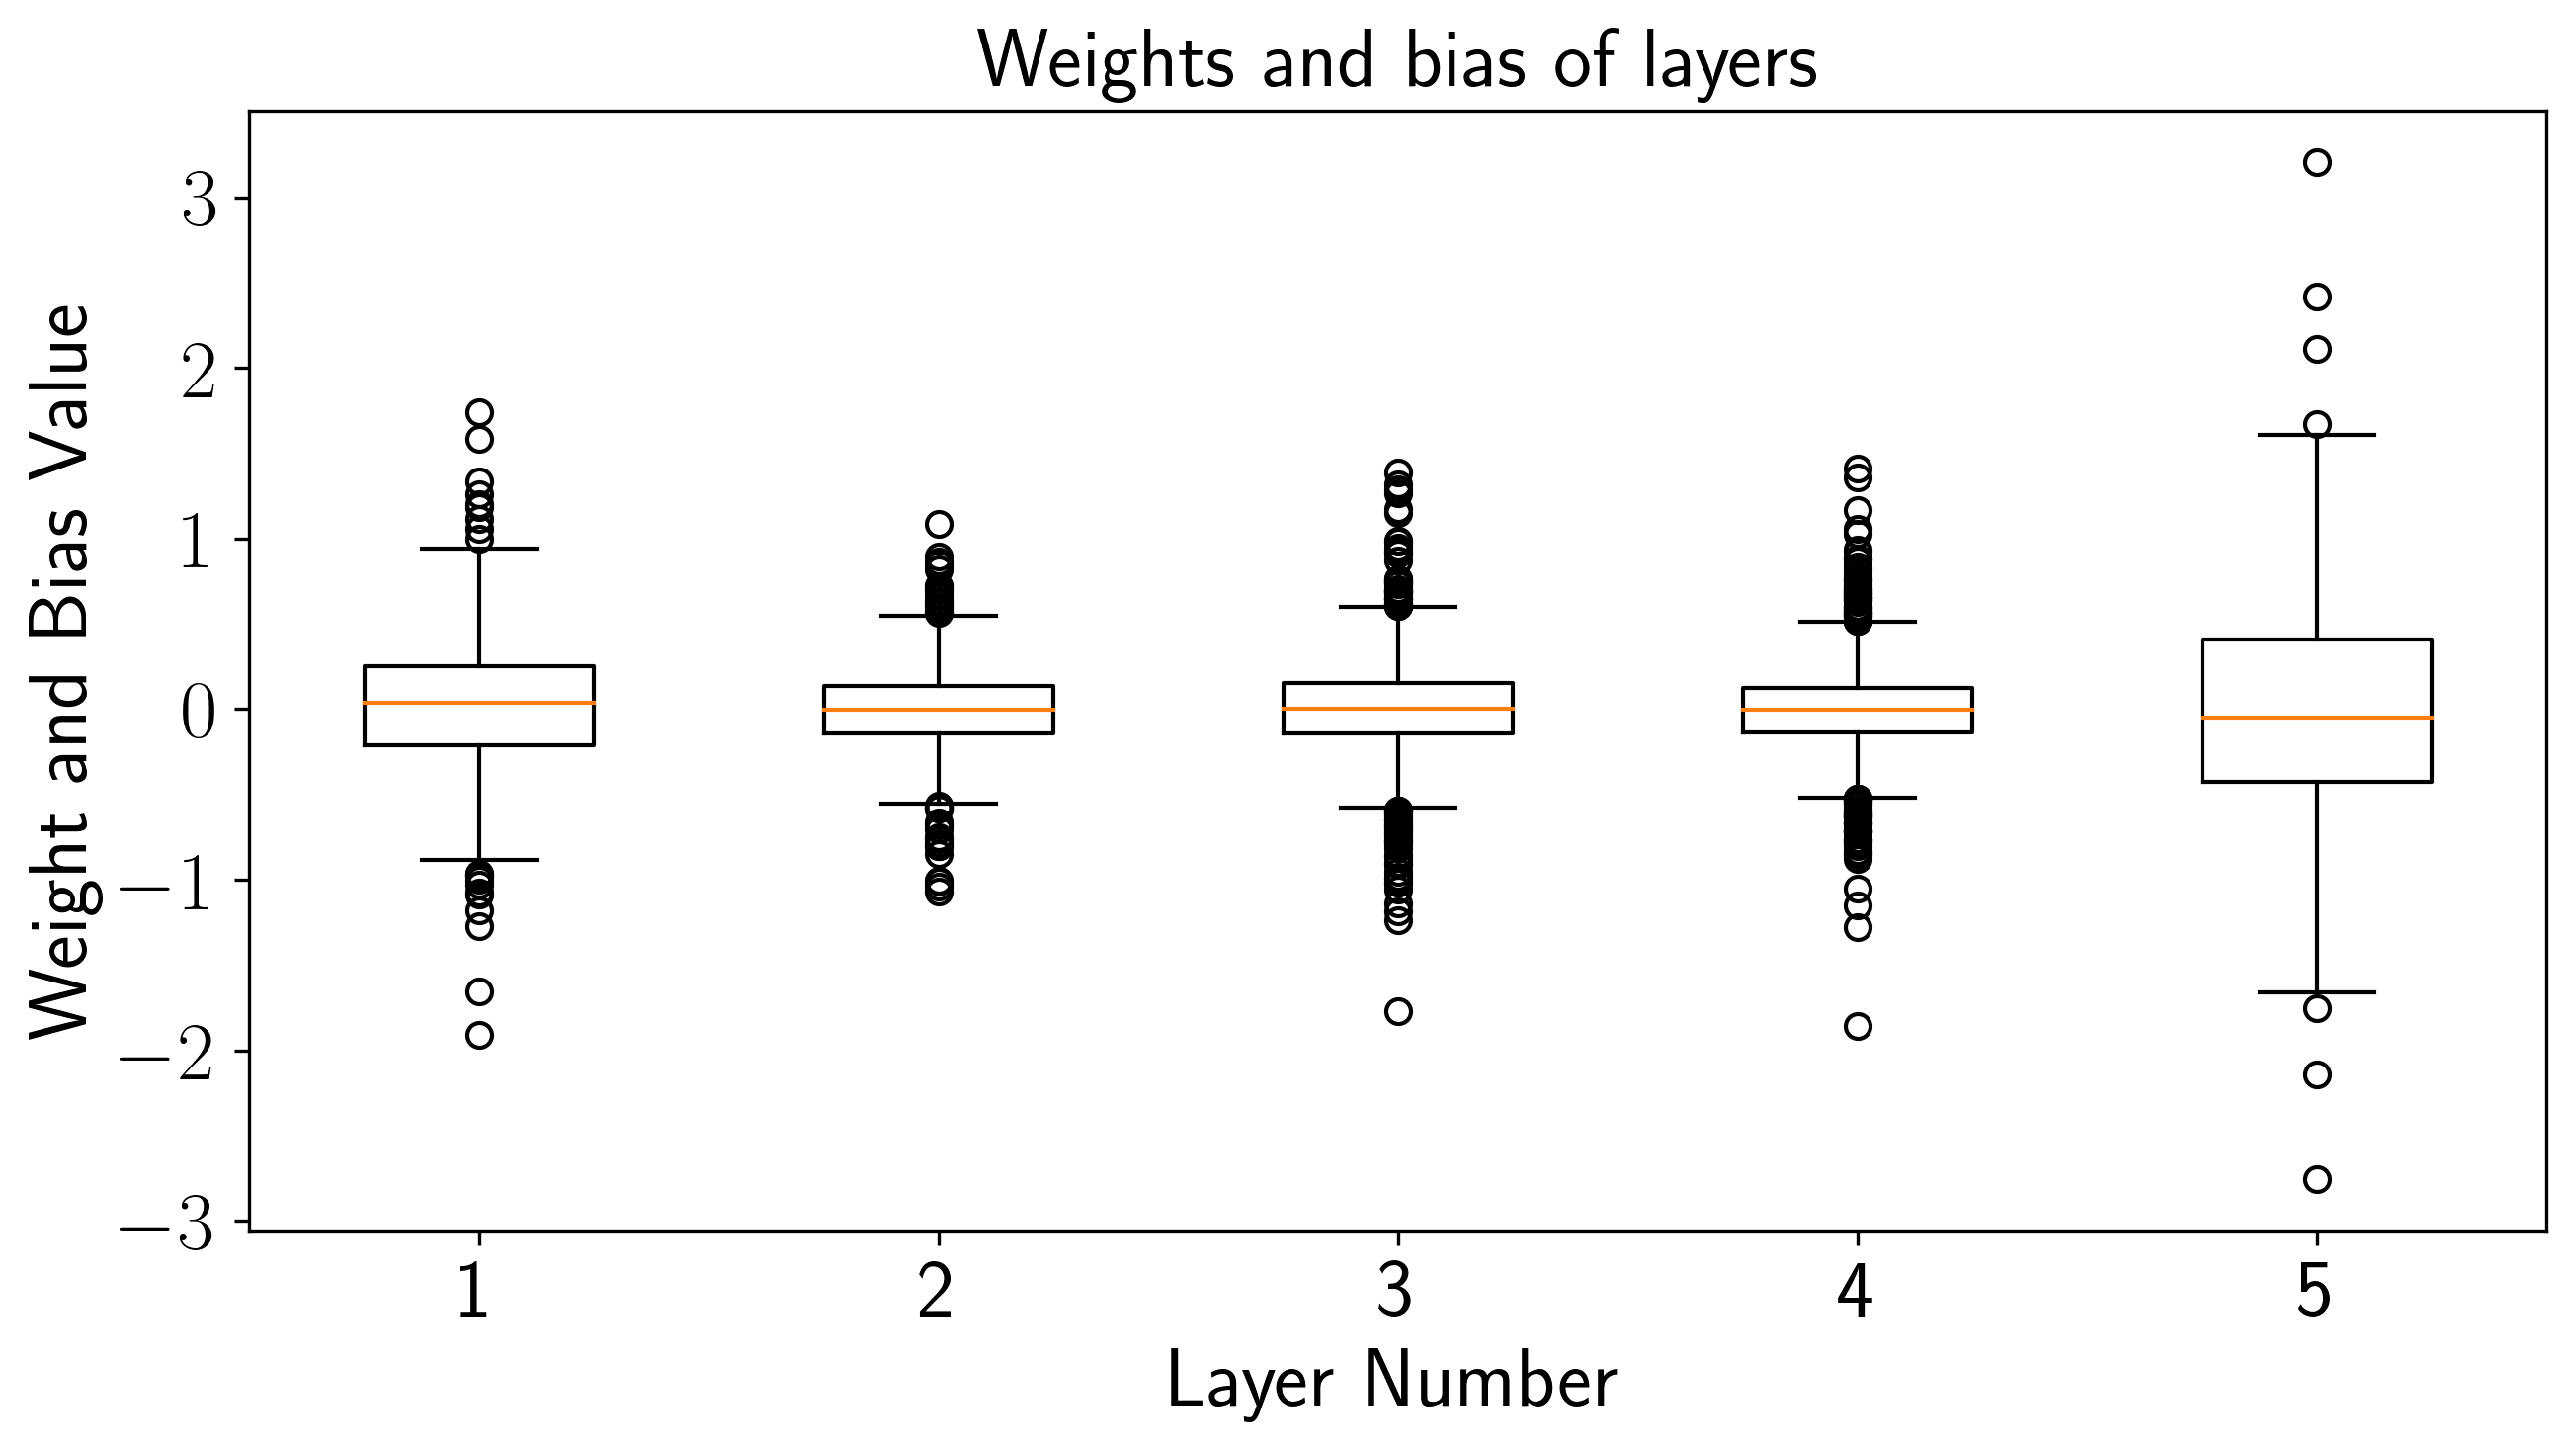 Weights and bias of layers
Weight and Bias Value
3
2
1
0
−1
−2
−3
1 2 3 4 5
Layer Number